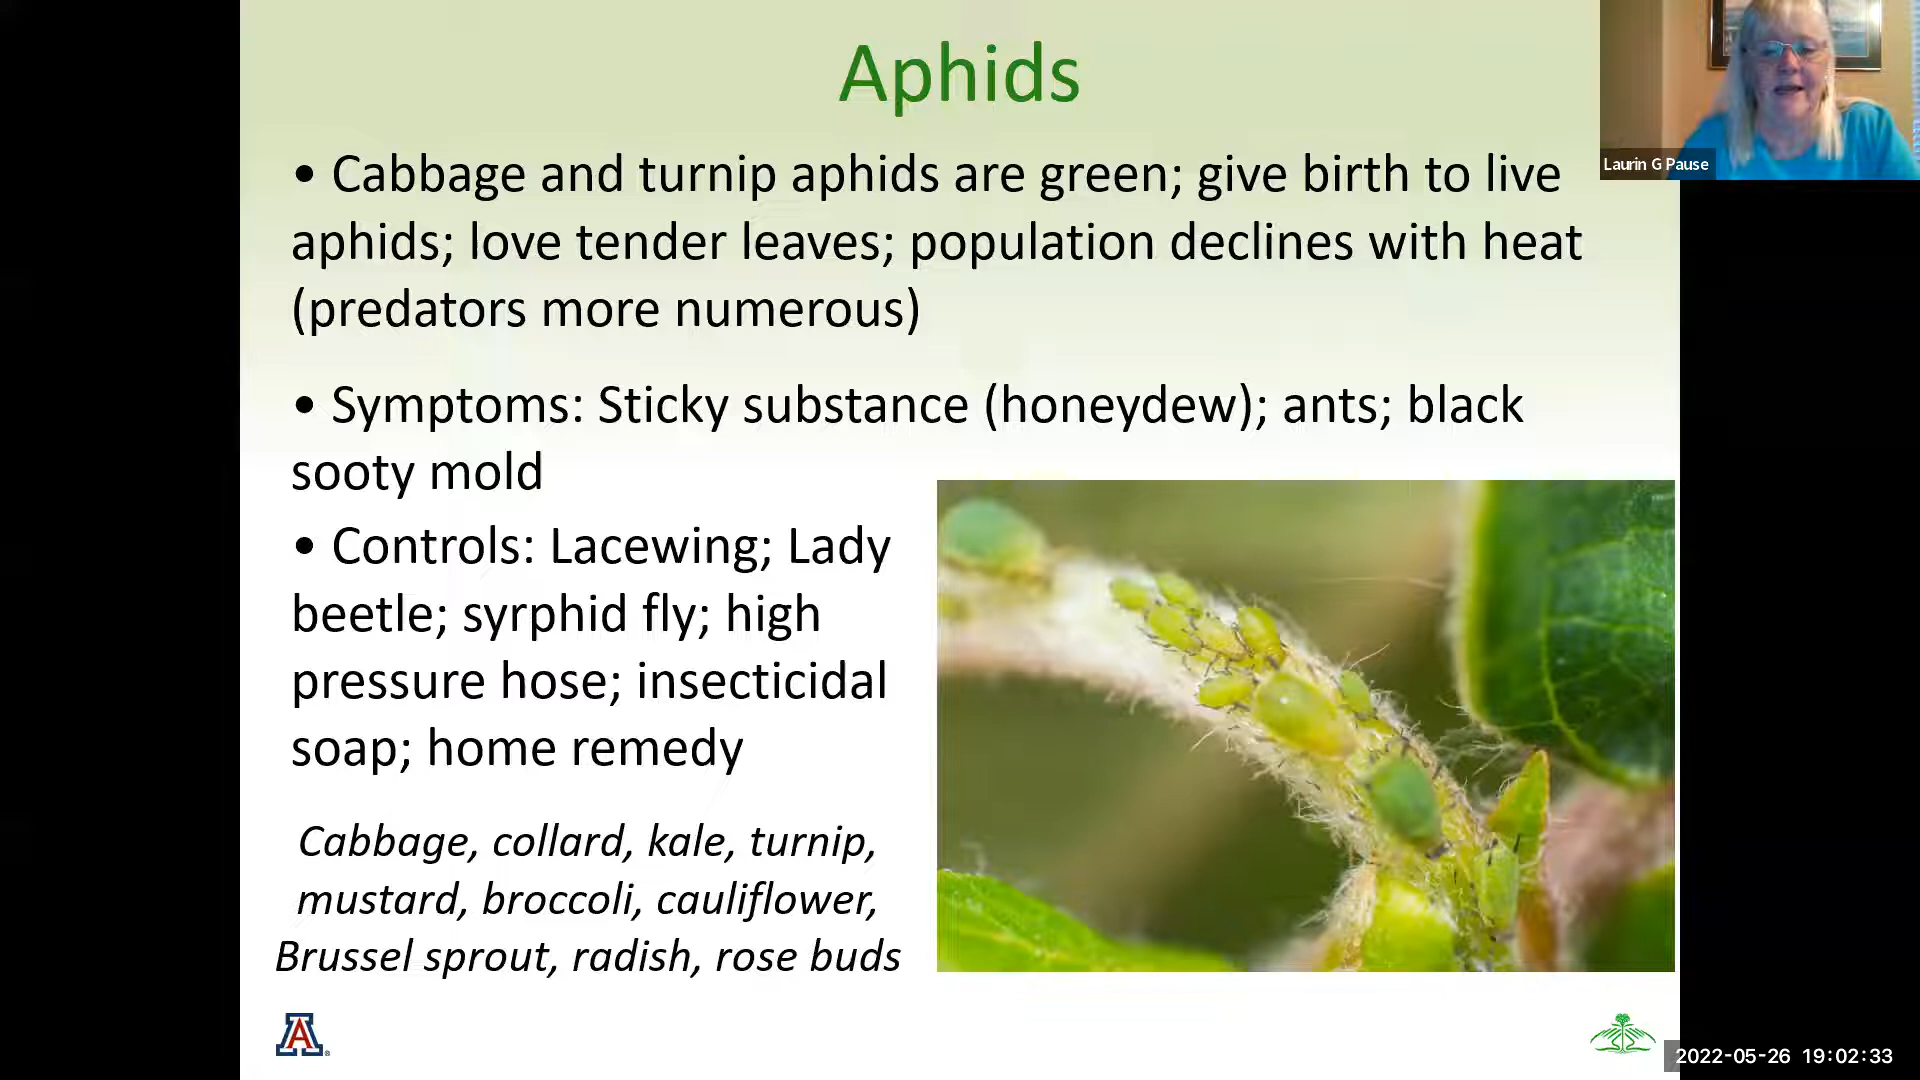 Aphids
• Cabbage and turnip aphids are green; give birth to live
aphids; love tender leaves; population declines with heat
(predators more numerous)
• Symptoms: Sticky substance (honeydew); ants; black
sooty mold
• Controls: Lacewing; Lady
beetle; syrphid fly; high
pressure hose; insecticidal
soap; home remedy
Cabbage, collard, kale, turnip,
mustard, broccoli, cauliflower,
Brussel sprout, radish, rose buds
Laurin G Pause
A
2022-05-26 19:02:33